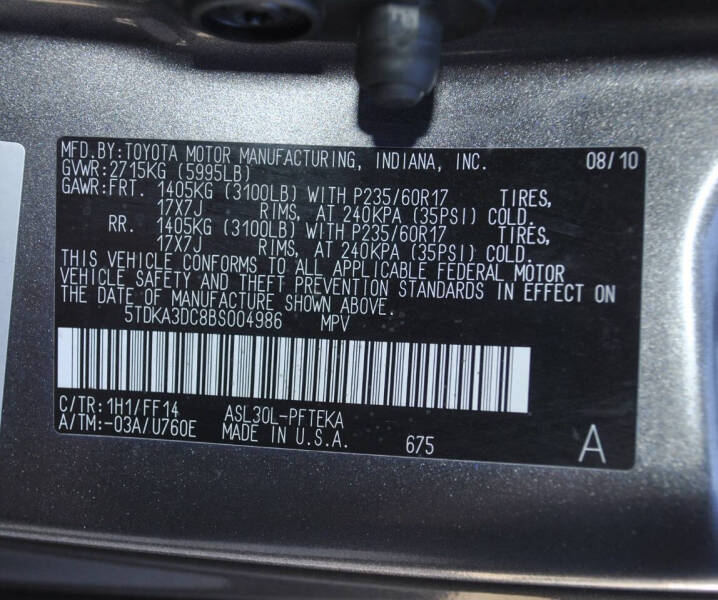 MFD.BY:TOYOTA MOTOR MANUFACTURING, INDIANA, INC. 08/10
GVWR:2715KG (5995LB)
GAWR:FRT. 1405KG (3100LB) WITH P235/60R17 TIRES,
17X7J RIMS, AT 240KPA (35PSI) COLD.
RR. 1405KG (3100LB) WITH P235/60R17 TIRES,
17X7J RIMS, AT 240KPA (35PSI) COLD.
THIS VEHICLE CONFORMS TO ALL APPLICABLE FEDERAL MOTOR
VEHICLE SAFETY AND THEFT PREVENTION STANDARDS IN EFFECT ON
THE DATE OF MANUFACTURE SHOWN ABOVE.
5TDKA3DC8BS004986 MPV
C/TR:1H1/FF14 ASL30L-PFTEKA
A/TM:-03A/U760E MADE IN U.S.A. 675 A